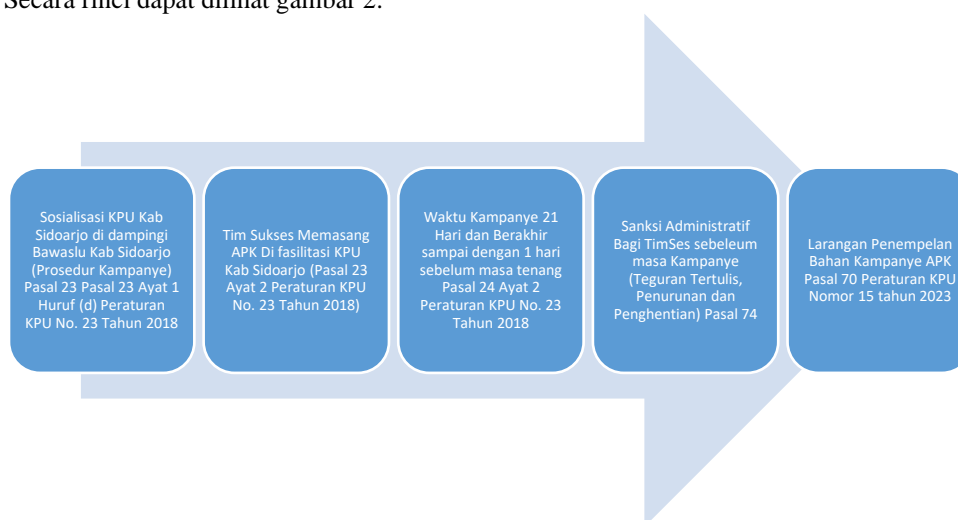 Secara rinci dapat dilihat gambar 2.
Sosialisasi KPU Kab
Sidoarjo di dampingi
Bawaslu Kab Sidoarjo
(Prosedur Kampanye)
Pasal 23 Pasal 23 Ayat 1
Huruf (d) Peraturan
KPU No. 23 Tahun 2018
Tim Sukses Memasang
APK Di fasilitasi KPU
Kab Sidoarjo (Pasal 23
Ayat 2 Peraturan KPU
No. 23 Tahun 2018)
Waktu Kampanye 21
Hari dan Berakhir
sampai dengan 1 hari
sebelum masa tenang
Pasal 24 Ayat 2
Peraturan KPU No. 23
Tahun 2018
Sanksi Administratif
Bagi TimSes sebeleum
masa Kampanye
(Teguran Tertulis,
Penurunan dan
Penghentian) Pasal 74
Larangan Penempelan
Bahan Kampanye APK
Pasal 70 Peraturan KPU
Nomor 15 tahun 2023